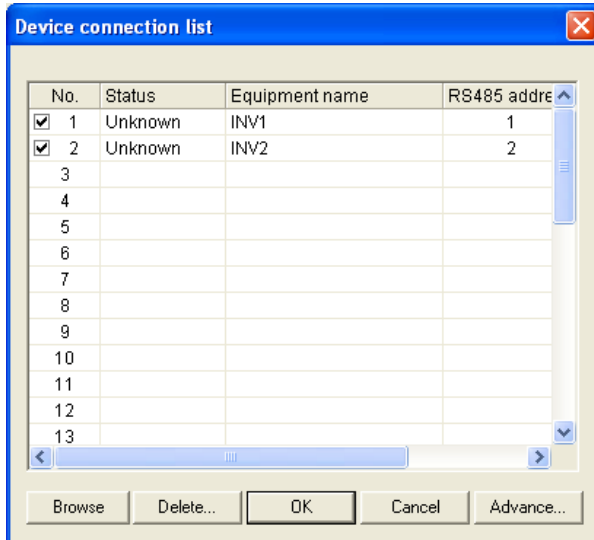 Device connection list
No. Status Equipment name RS485 addre
1 Unknown INV1 1
2 Unknown INV2 2
3
4
5
6
7
8
9
10
11
12
13
Browse Delete... OK Cancel Advance...